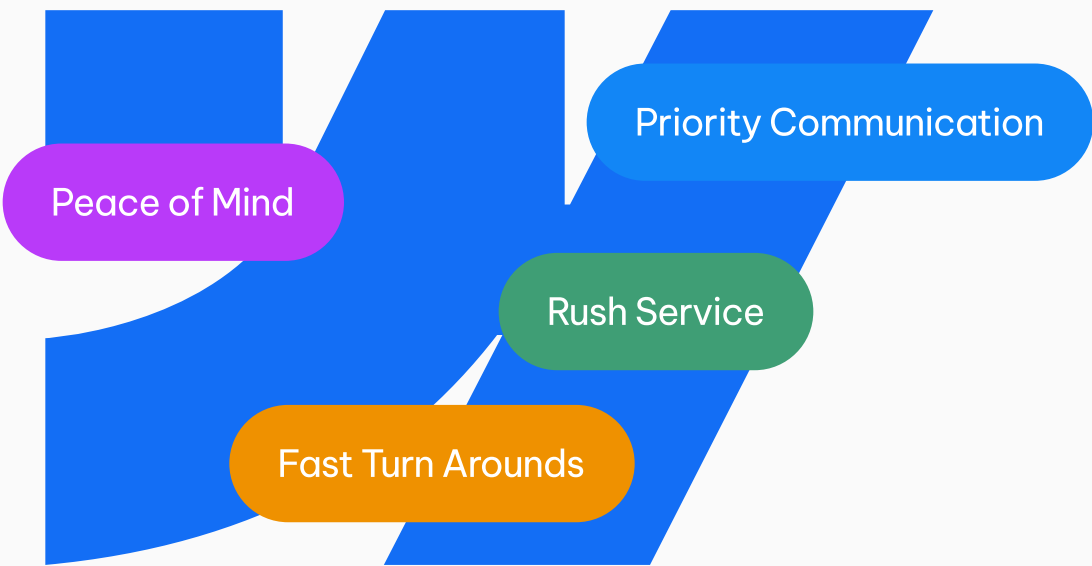 Priority Communication
Peace of Mind
Rush Service
Fast Turn Arounds